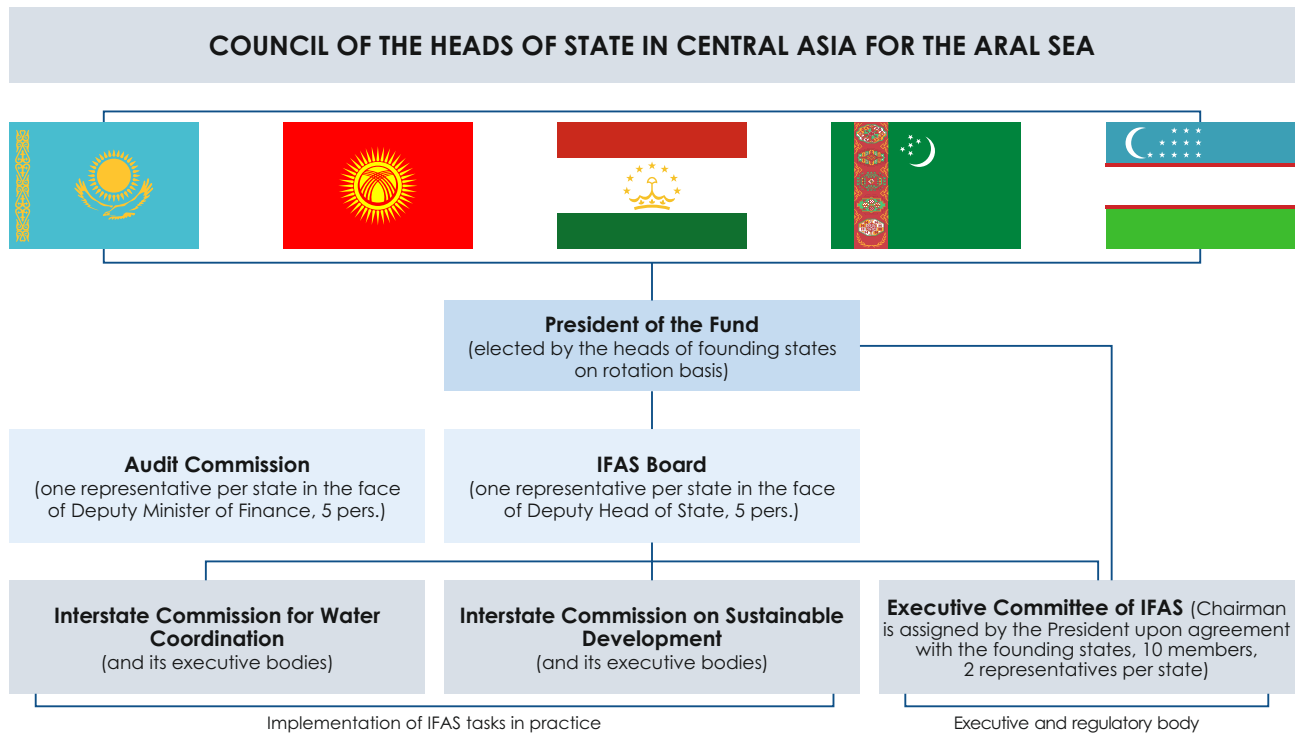 COUNCIL OF THE HEADS OF STATE IN CENTRAL ASIA FOR THE ARAL SEA
President of the Fund
(elected by the heads of founding states
on rotation basis)
Audit Commission
(one representative per state in the face
of Deputy Minister of Finance, 5 pers.)
IFAS Board
(one representative per state in the face
of Deputy Head of State, 5 pers.)
Interstate Commission for Water
Coordination
(and its executive bodies)
Interstate Commission on Sustainable
Development
(and its executive bodies)
Executive Committee of IFAS (Chairman
is assigned by the President upon agreement
with the founding states, 10 members,
2 representatives per state)
Implementation of IFAS tasks in practice
Executive and regulatory body